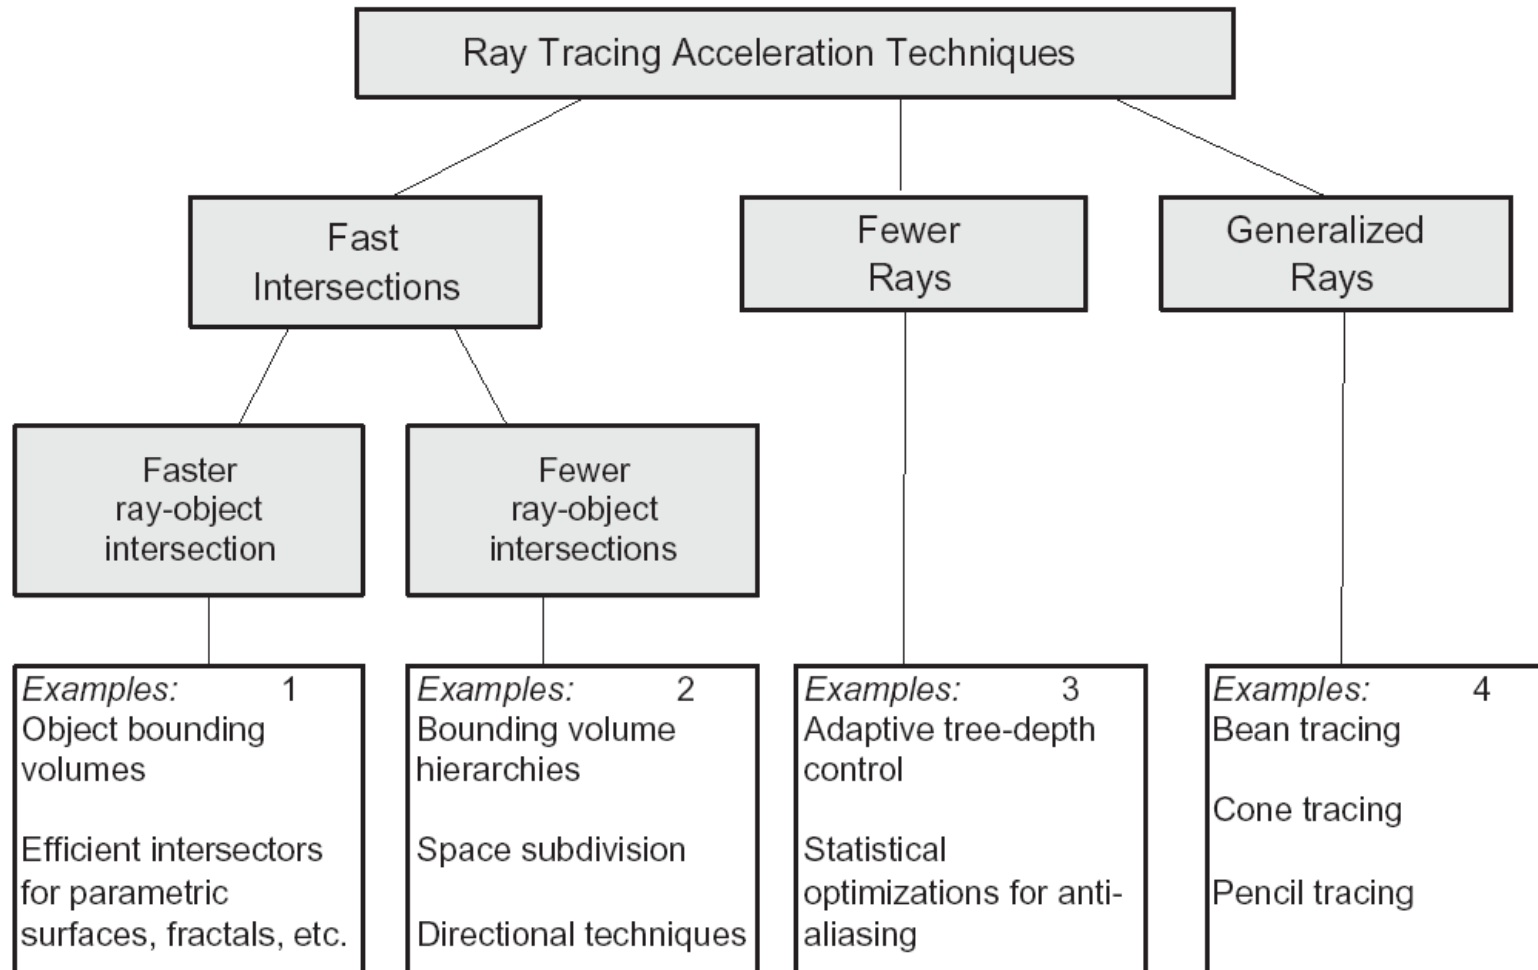 Ray Tracing Acceleration Techniques
Fast
Intersections
Fewer
Rays
Generalized
Rays
Faster
ray-object
intersection
Fewer
ray-object
intersections
Examples: 1
Object bounding
volumes
Efficient intersectors
for parametric
surfaces, fractals, etc.
Examples: 2
Bounding volume
hierarchies
Space subdivision
Directional techniques
Examples: 3
Adaptive tree-depth
control
Statistical
optimizations for anti-
aliasing
Examples: 4
Bean tracing
Cone tracing
Pencil tracing